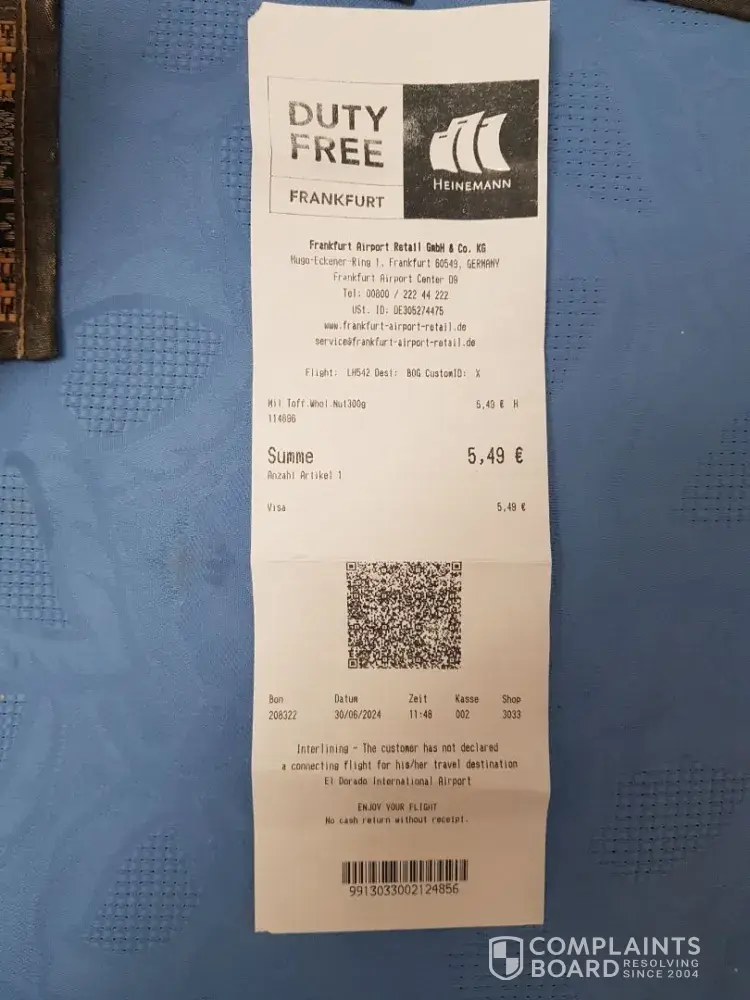 DUTY
FREE
FRANKFURT
HEINEMANN
Frankfurt Airport Retail GmbH & Co. KG
Hugo-Eckener-Ring 1, Frankfurt 60549, GERMANY
Frankfurt Airport Center D9
Tel: 00800 / 222 44 222
USt. ID: DE305274475
www.frankfurt-airport-retail.de
service@frankfurt-airport-retail.de
Flight: LH542 Dest: BOG CustomID: X
Mil Toff.Whol.Nut300g 5,49 € H
114696
Summe 5,49 €
Anzahl Artikel 1
Visa 5,49 €
Bon Datum Zeit Kasse Shop
208322 30/06/2024 11:48 002 3033
Interlining - The customer has not declared
a connecting flight for his/her travel destination
El Dorado International Airport
ENJOY YOUR FLIGHT
No cash return without receipt.
9913033002124856
COMPLAINTS
BOARD RESOLVING
SINCE 2004